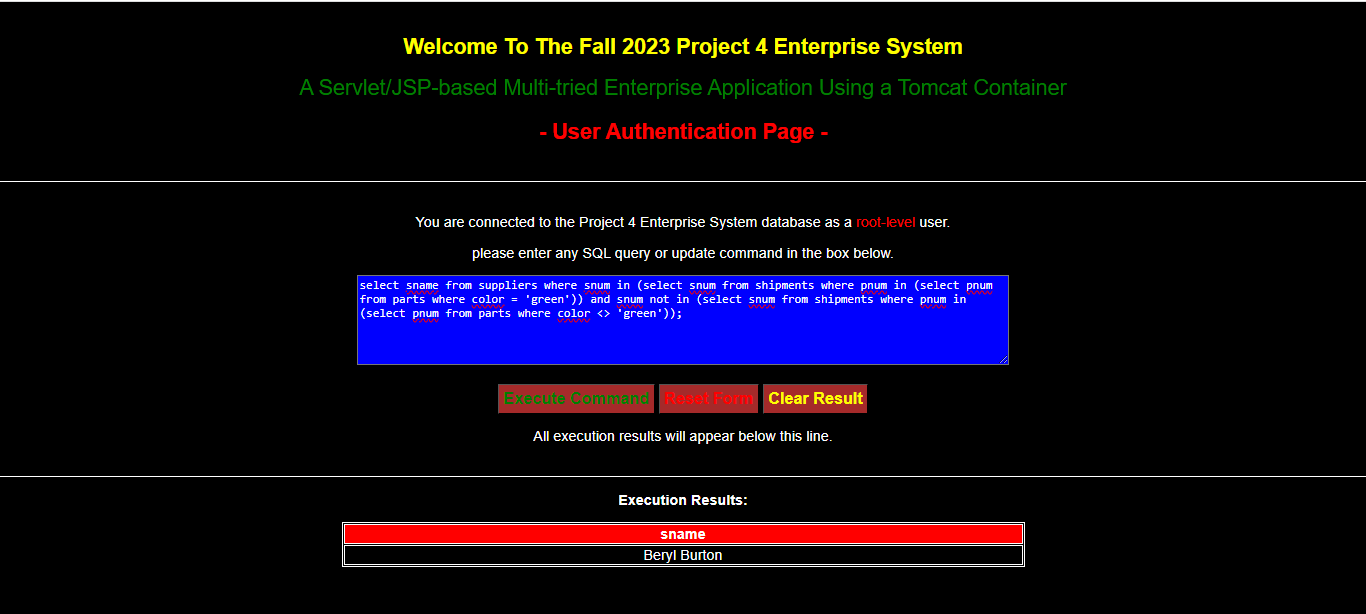 Welcome To The Fall 2023 Project 4 Enterprise System
A Servlet/JSP-based Multi-tried Enterprise Application Using a Tomcat Container
- User Authentication Page -
You are connected to the Project 4 Enterprise System database as a root-level user.
please enter any SQL query or update command in the box below.
select sname from suppliers where snum in (select snum from shipments where pnum in (select pnum
from parts where color = 'green')) and snum not in (select snum from shipments where pnum in
(select pnum from parts where color <> 'green'));
Execute Command Reset Form Clear Result
All execution results will appear below this line.
Execution Results:
sname
Beryl Burton